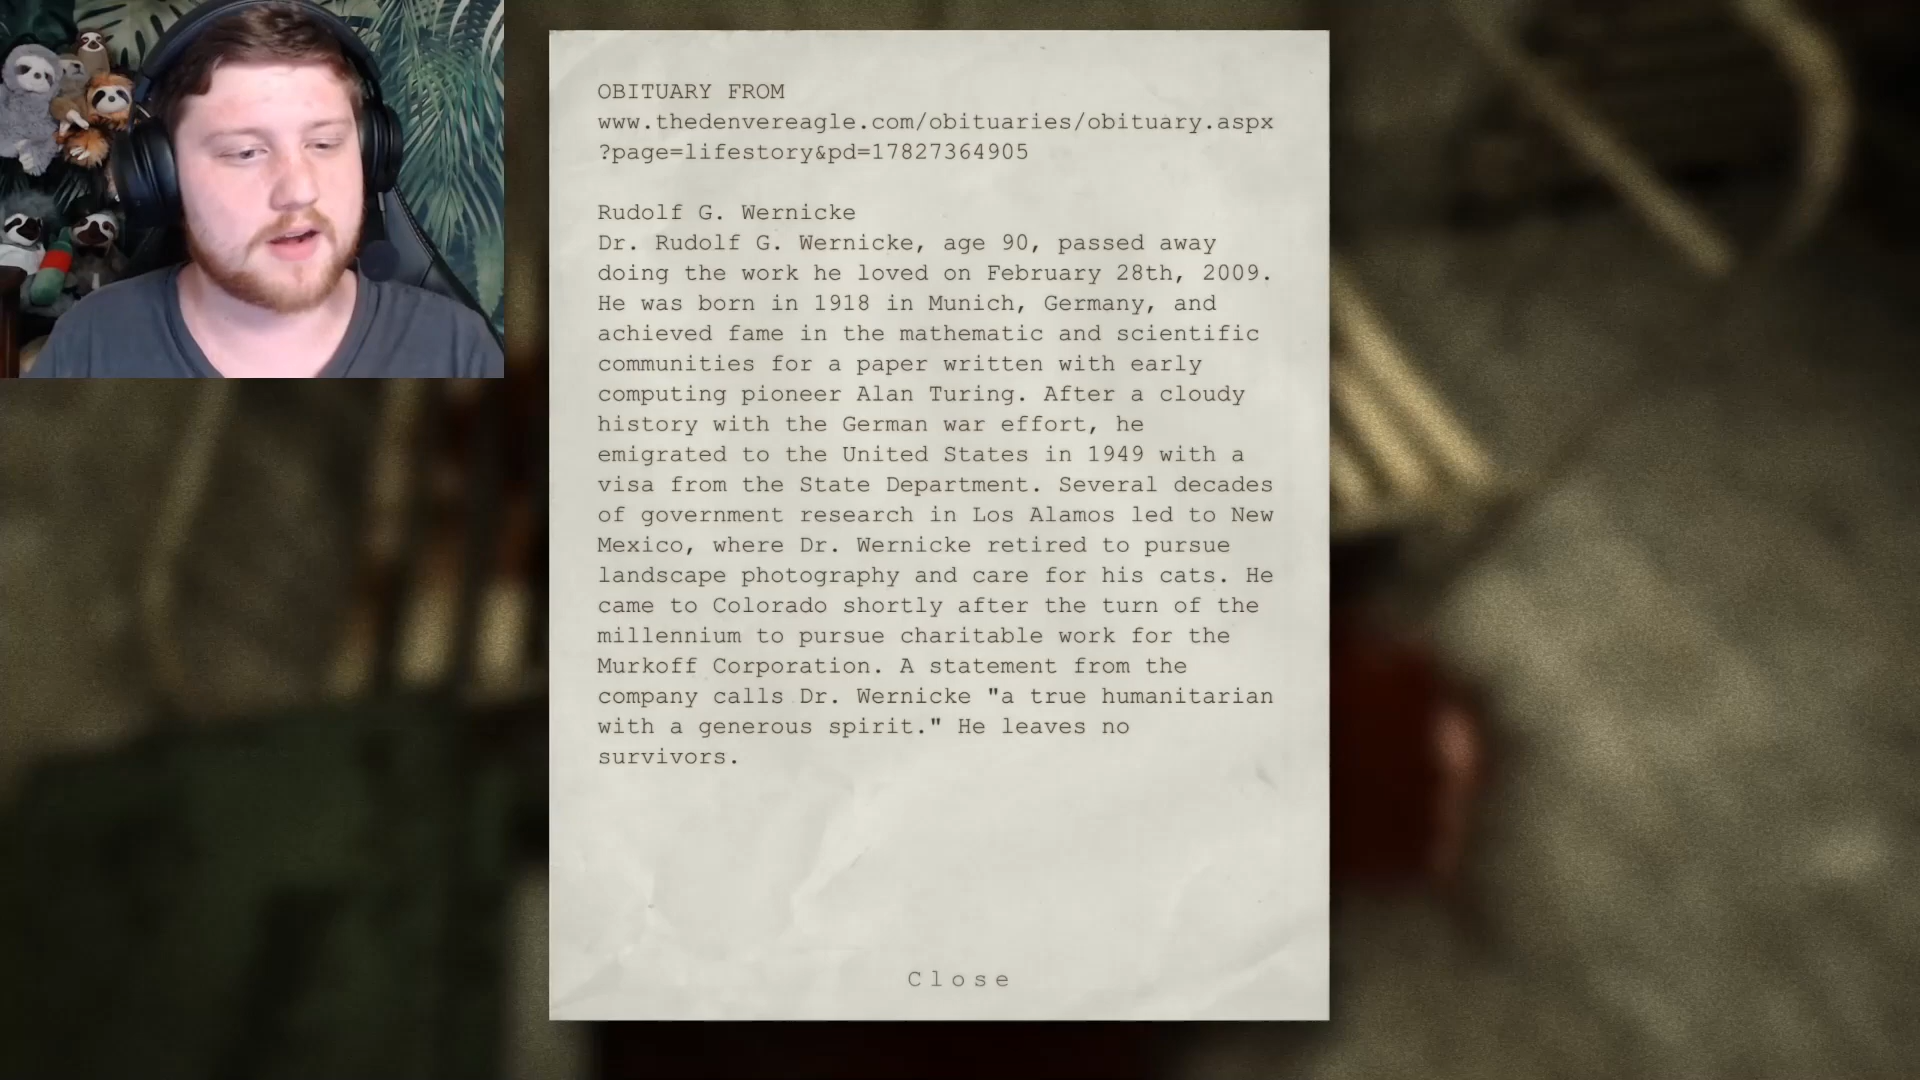 OBITUARY FROM
www.thedenvereagle.com/obituaries/obituary.aspx
?page=lifestory&pd=17827364905
Rudolf G. Wernicke
Dr. Rudolf G. Wernicke, age 90, passed away
doing the work he loved on February 28th, 2009.
He was born in 1918 in Munich, Germany, and
achieved fame in the mathematic and scientific
communities for a paper written with early
computing pioneer Alan Turing. After a cloudy
history with the German war effort, he
emigrated to the United States in 1949 with a
visa from the State Department. Several decades
of government research in Los Alamos led to New
Mexico, where Dr. Wernicke retired to pursue
landscape photography and care for his cats. He
came to Colorado shortly after the turn of the
millennium to pursue charitable work for the
Murkoff Corporation. A statement from the
company calls Dr. Wernicke "a true humanitarian
with a generous spirit." He leaves no
survivors.
Close